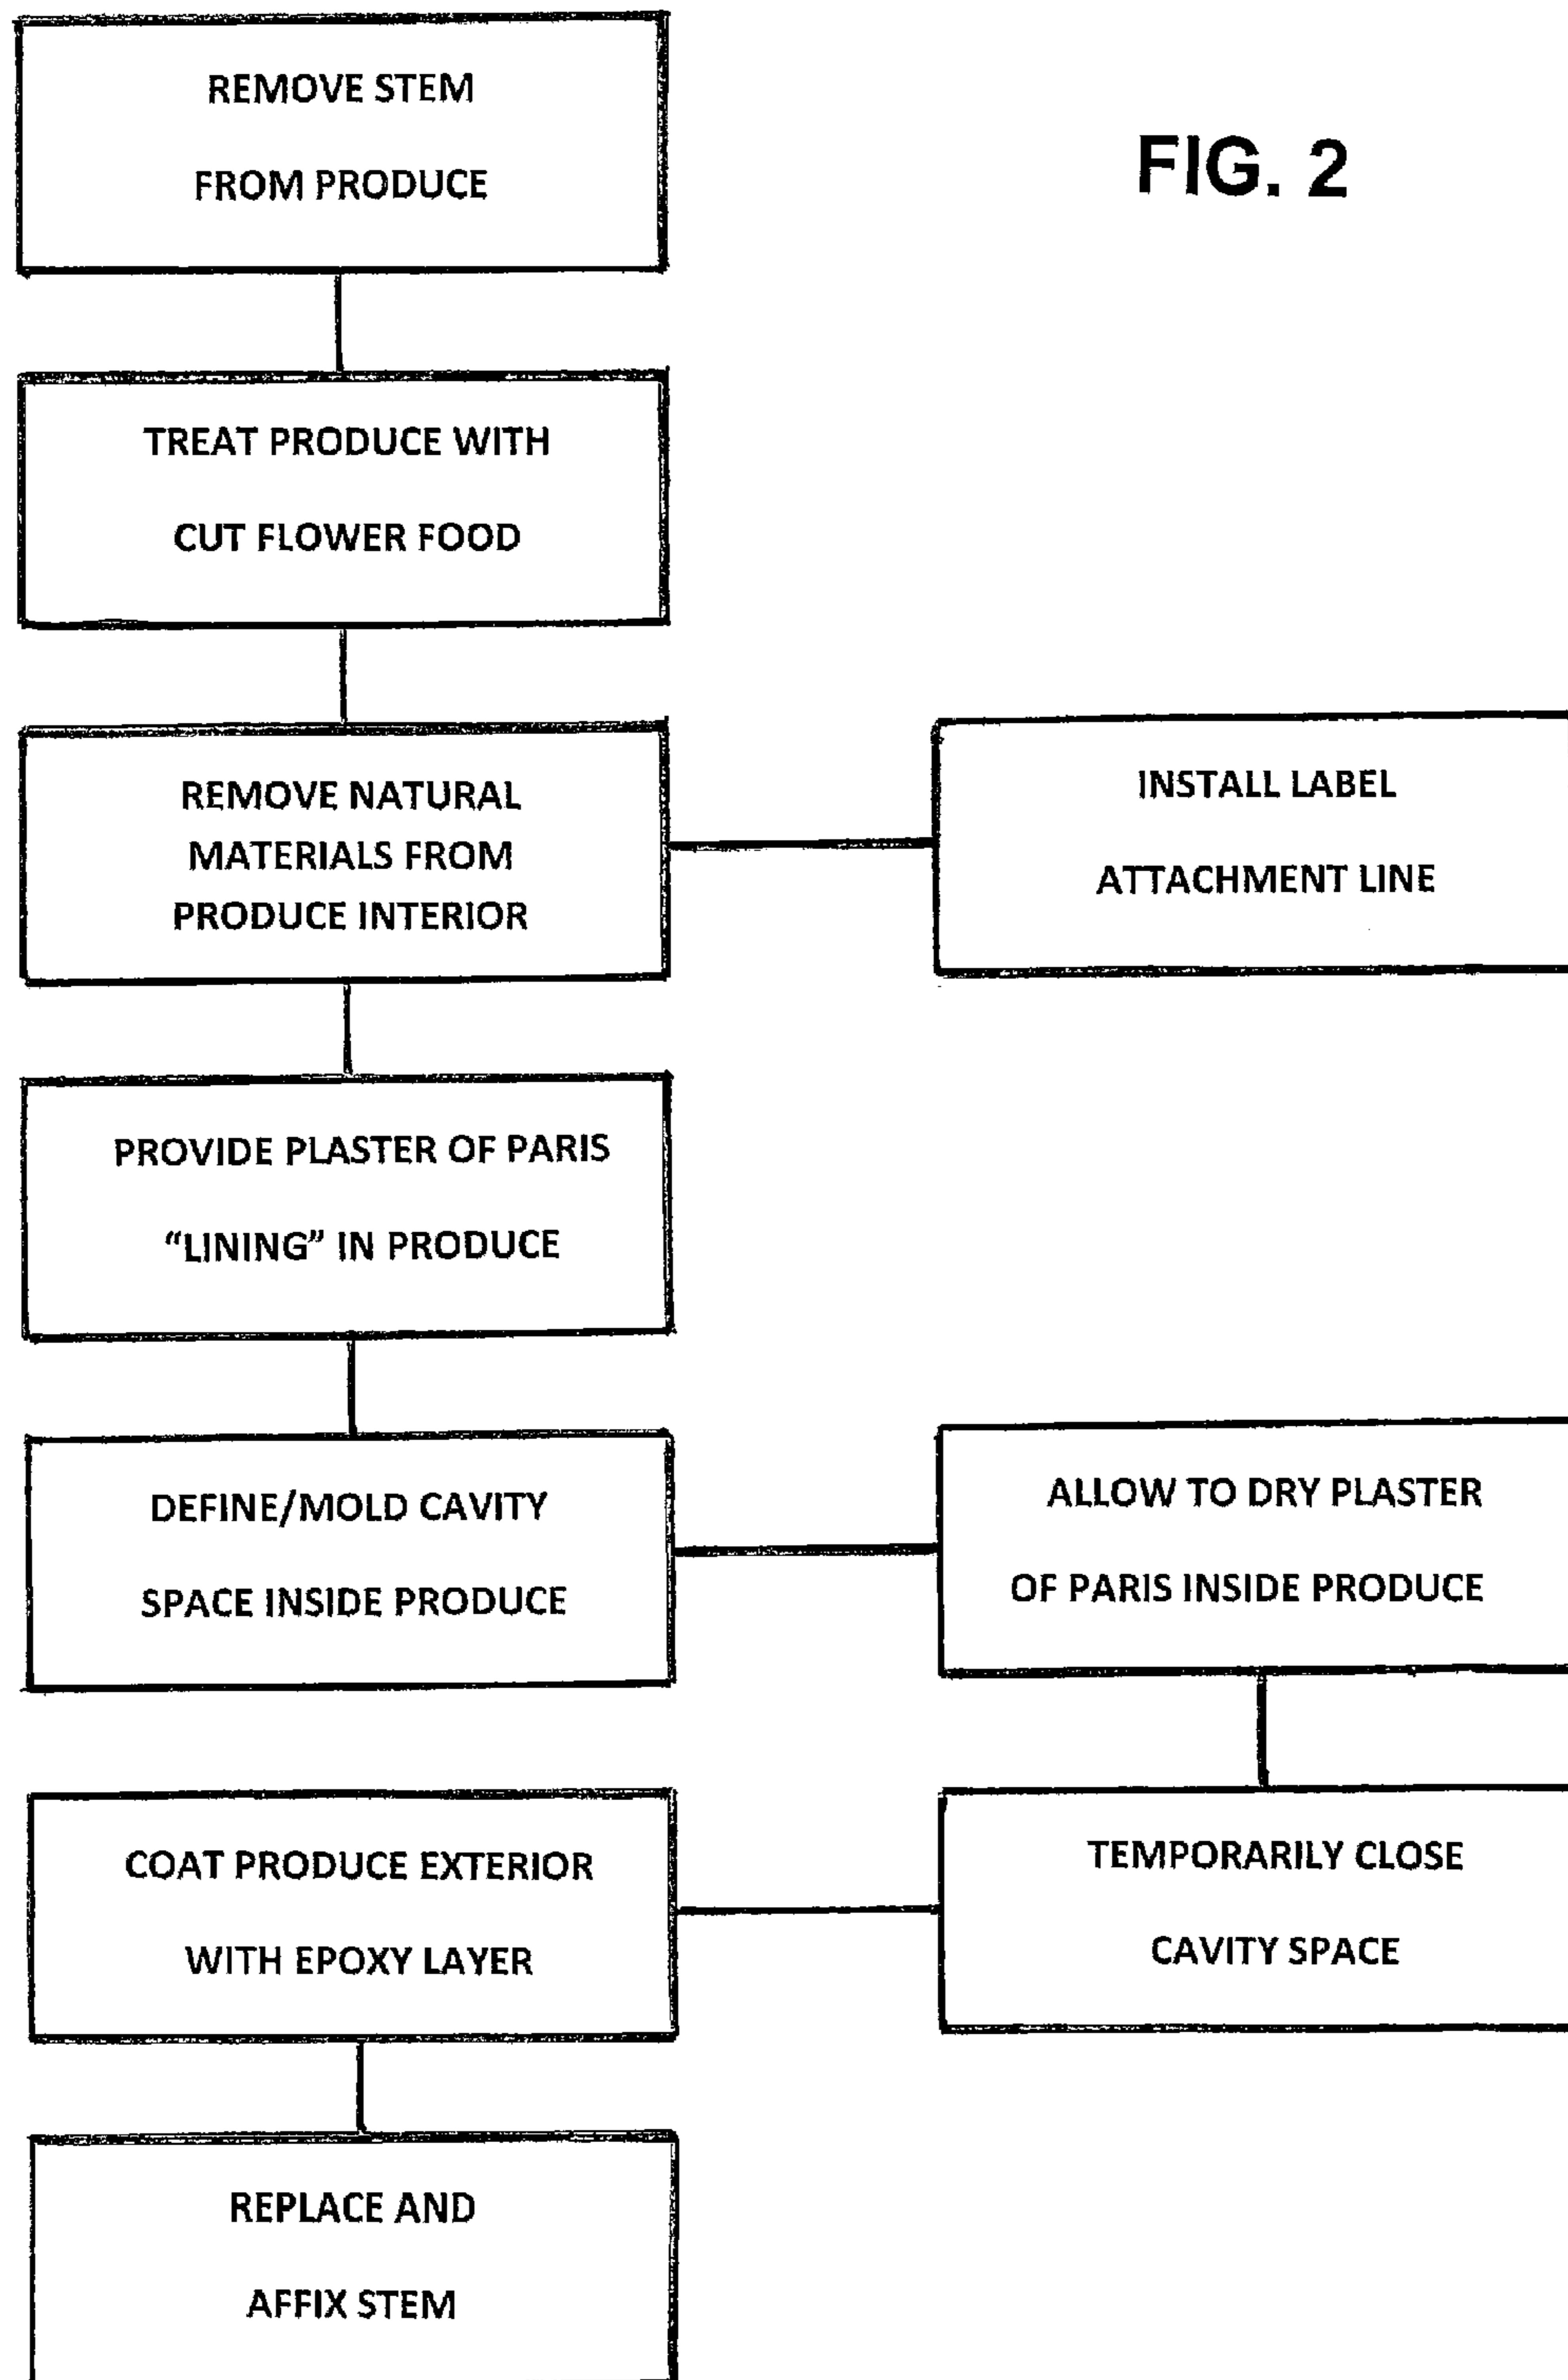 FIG. 2
REMOVE STEM
FROM PRODUCE
TREAT PRODUCE WITH
CUT FLOWER FOOD
REMOVE NATURAL
MATERIALS FROM
PRODUCE INTERIOR
INSTALL LABEL
ATTACHMENT LINE
PROVIDE PLASTER OF PARIS
“LINING” IN PRODUCE
DEFINE/MOLD CAVITY
SPACE INSIDE PRODUCE
ALLOW TO DRY PLASTER
OF PARIS INSIDE PRODUCE
TEMPORARILY CLOSE
CAVITY SPACE
COAT PRODUCE EXTERIOR
WITH EPOXY LAYER
REPLACE AND
AFFIX STEM